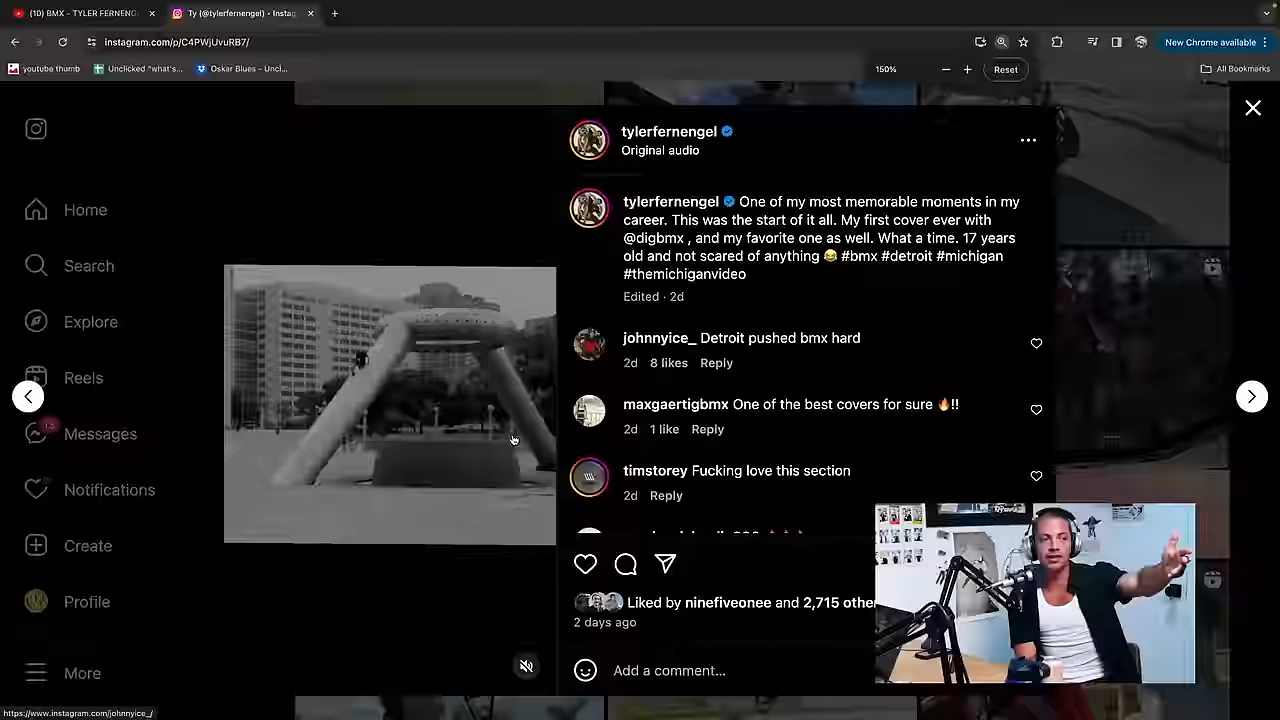 (10) BMX - TYLER FERNENG
Ty (@tylerfernengel) • Instag
instagram.com/p/C4PWjUvuRB7/
New Chrome available
youtube thumb
Unclicked "what's...
Oskar Blues - Uncl...
150%
Reset
All Bookmarks
tylerfernengel
Original audio
tylerfernengel One of my most memorable moments in my
career. This was the start of it all. My first cover ever with
@digbmx , and my favorite one as well. What a time. 17 years
old and not scared of anything 😂 #bmx #detroit #michigan
#themichiganvideo
Edited · 2d
Home
Search
Explore
Reels
Messages
Notifications
Create
Profile
More
johnnyice_ Detroit pushed bmx hard
2d 8 likes Reply
maxgaertigbmx One of the best covers for sure 🔥!!
2d 1 like Reply
timstorey Fucking love this section
2d Reply
Liked by ninefiveonee and 2,715 other
2 days ago
Add a comment...
https://www.instagram.com/johnnyice_/